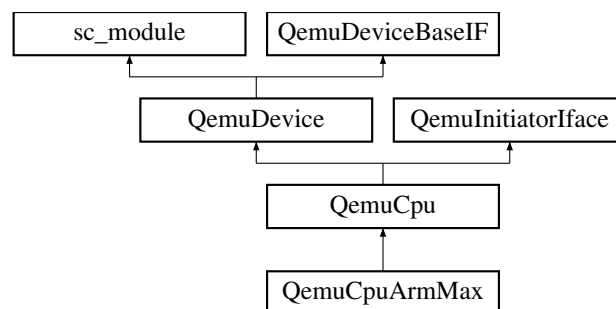 sc_module
QemuDeviceBaseIF
QemuDevice
QemuInitiatorIface
QemuCpu
QemuCpuArmMax